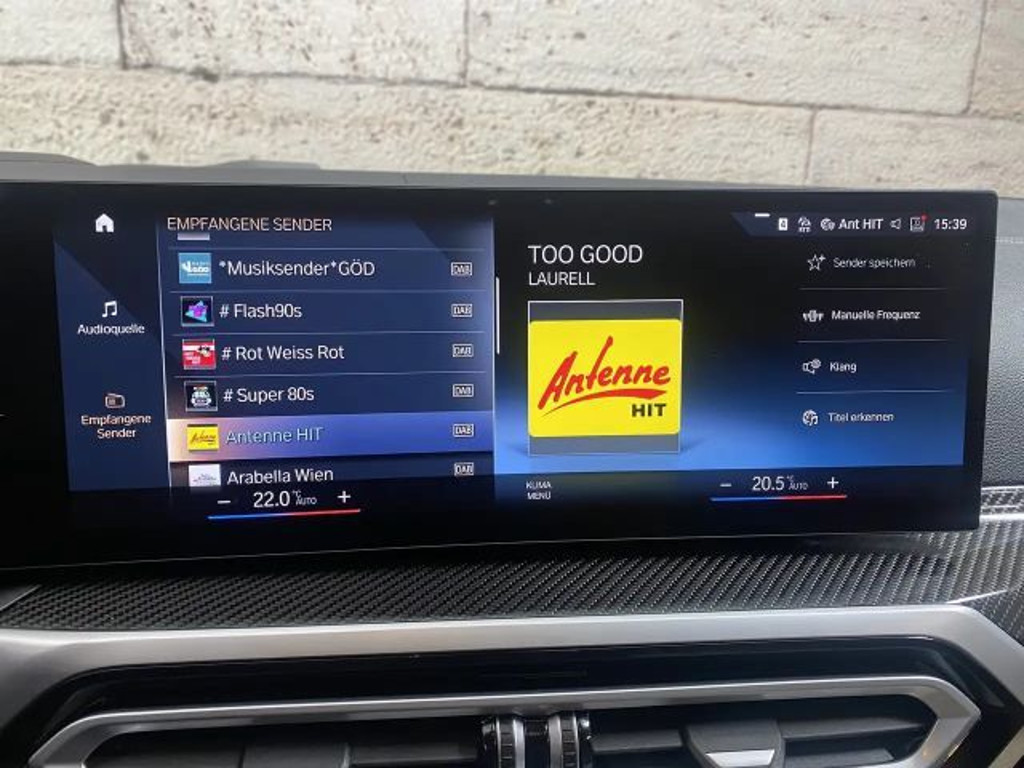 EMPFANGENE SENDER
*Musiksender*GÖD
DAB
# Flash90s
DAB
# Rot Weiss Rot
DAB
# Super 80s
DAB
Antenne HIT
DAB
Arabella Wien
DAB
Audioquelle
Empfangene
Sender
22.0 °C AUTO
TOO GOOD
LAURELL
Antenne
HIT
Ant HIT
15:39
Sender speichern
Manuelle Frequenz
Klang
Titel erkennen
KLIMA
MENÜ
20.5 °C AUTO